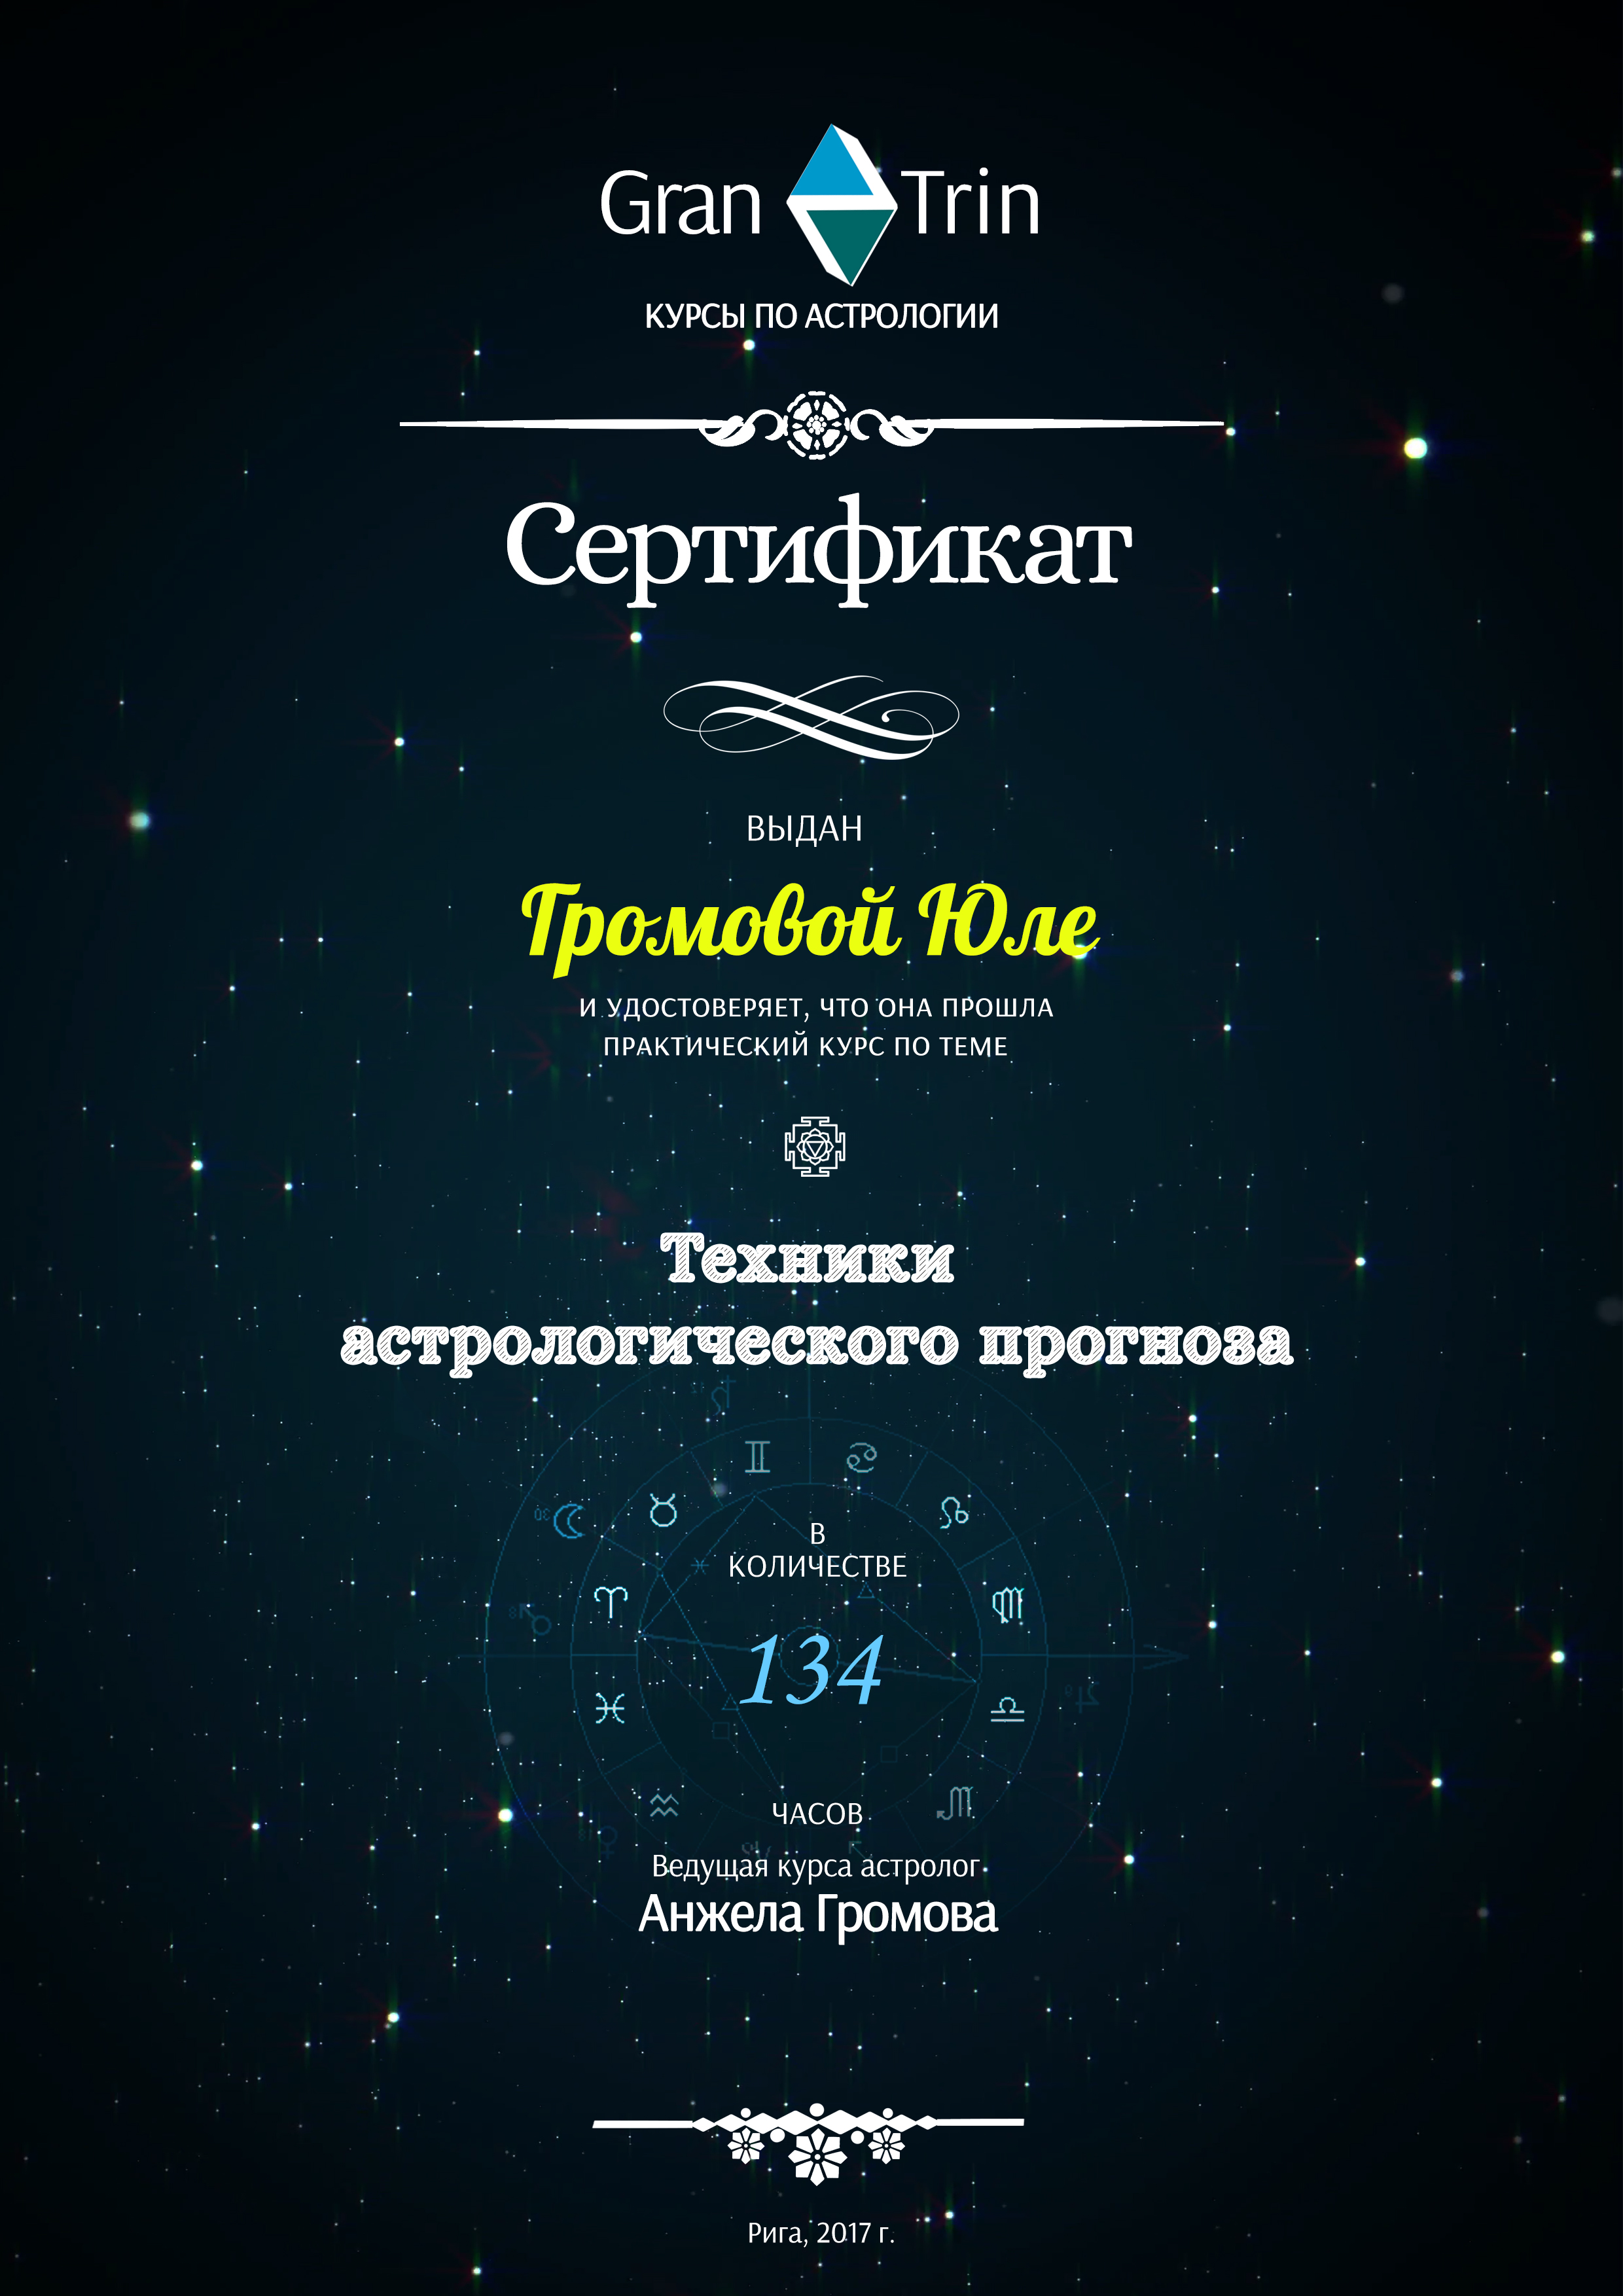 Gran Trin
КУРСЫ ПО АСТРОЛОГИИ
Сертификат
ВЫДАН
Громовой Юле
И УДОСТОВЕРЯЕТ, ЧТО ОНА ПРОШЛА
ПРАКТИЧЕСКИЙ КУРС ПО ТЕМЕ
Техники
астрологического прогноза
В
КОЛИЧЕСТВЕ
134
ЧАСОВ
Ведущая курса астролог
Анжела Громова
Рига, 2017 г.